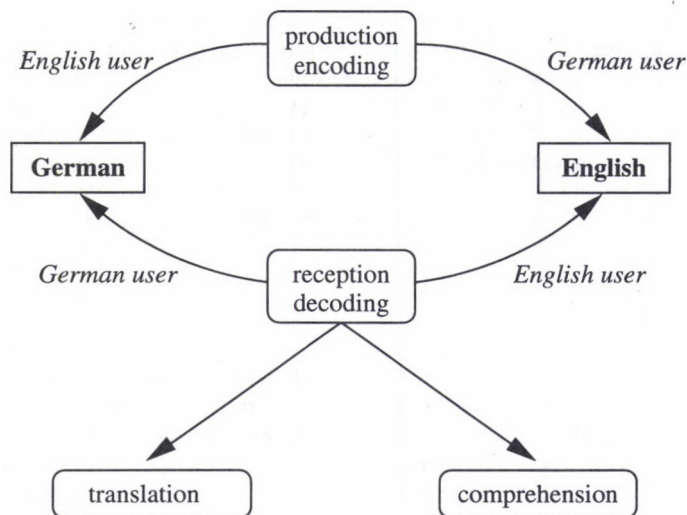 production
encoding
English user
German user
German
English
German user
reception
decoding
English user
translation
comprehension